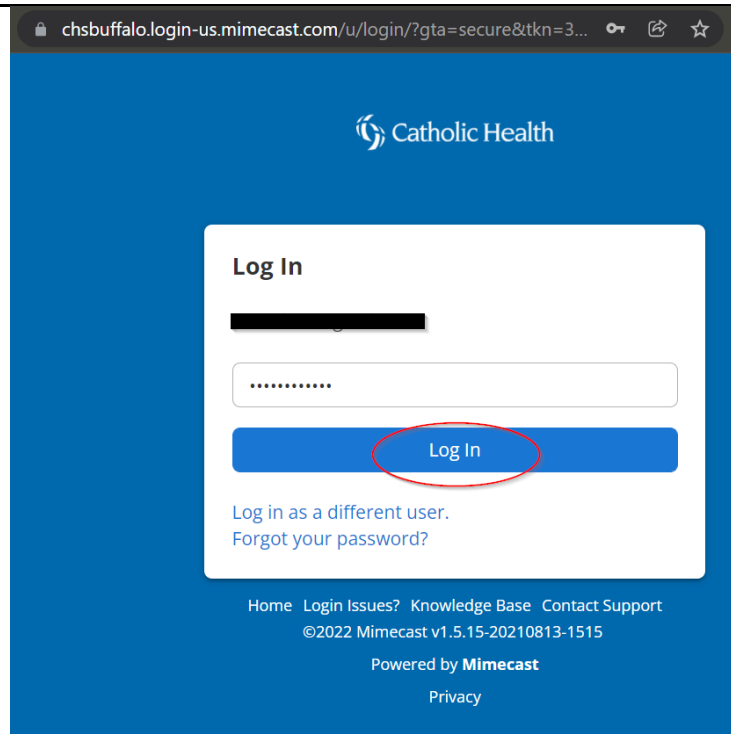 chsbuffalo.login-us.mimecast.com/u/login/?gta=secure&tkn=3...
Catholic Health
Log In
••••••••••••
Log In
Log in as a different user.
Forgot your password?
Home Login Issues? Knowledge Base Contact Support
©2022 Mimecast v1.5.15-20210813-1515
Powered by Mimecast
Privacy